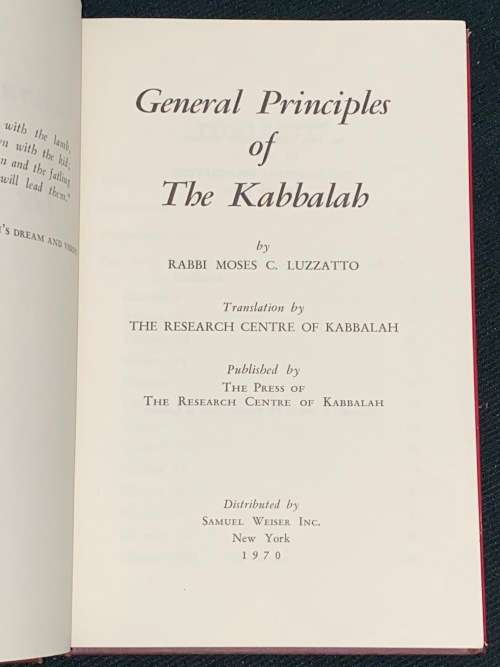 with the lamb,
with the kid;
and the fatling
will lead them."
DREAM AND
General Principles
of
The Kabbalah
by
RABBI MOSES C. LUZZATTO
Translation by
THE RESEARCH CENTRE OF KABBALAH
Published by
THE PRESS OF
THE RESEARCH CENTRE OF KABBALAH
Distributed by
SAMUEL WEISER INC.
New York
1970